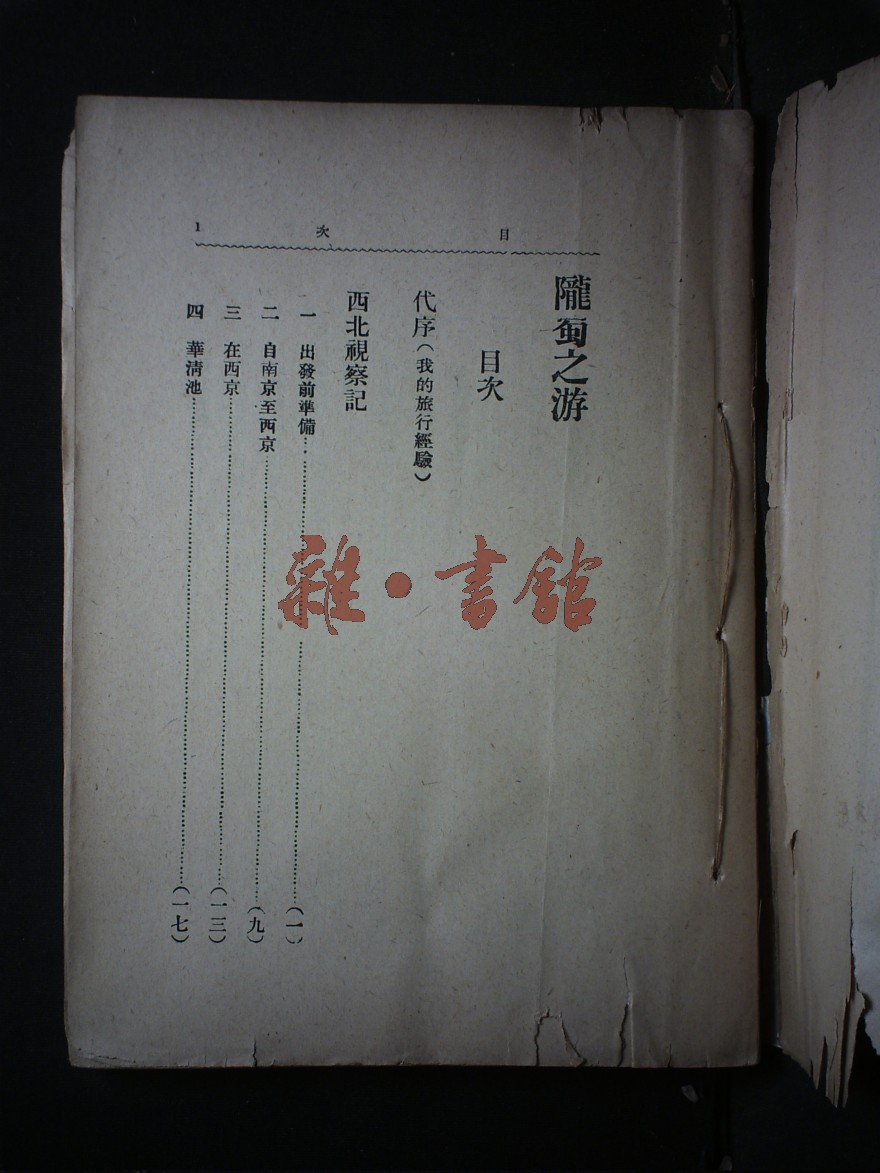 目次 1
隴蜀之游
目次
代序(我的旅行經驗)
西北視察記
一 出發前準備……(一)
二 自南京至西京……(九)
三 在西京……(一三)
四 華清池……(一七)
雜·書館